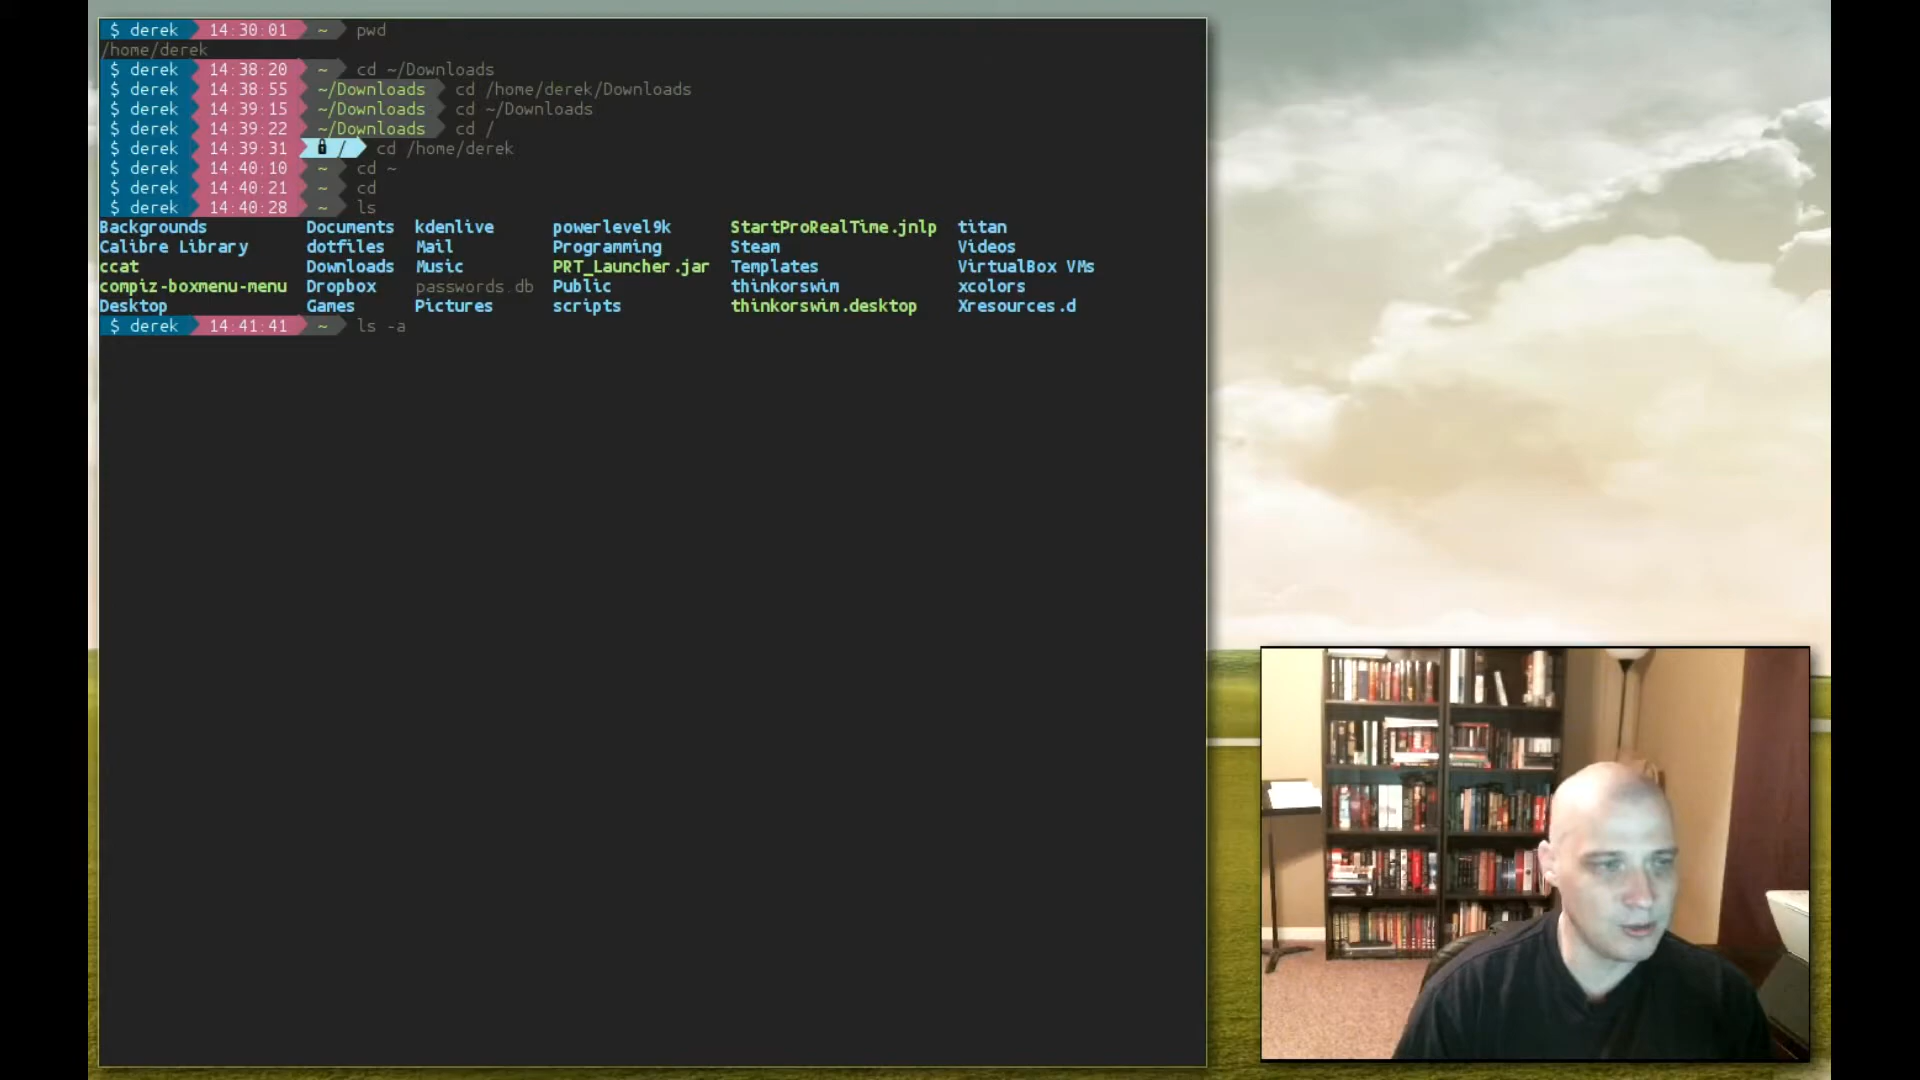 $ derek 14:30:01 ~ pwd
/home/derek
$ derek 14:38:20 ~ cd ~/Downloads
$ derek 14:38:55 ~/Downloads cd /home/derek/Downloads
$ derek 14:39:15 ~/Downloads cd ~/Downloads
$ derek 14:39:22 ~/Downloads cd /
$ derek 14:39:31 / cd /home/derek
$ derek 14:40:10 ~ cd ~
$ derek 14:40:21 ~ cd
$ derek 14:40:28 ~ ls
Backgrounds Documents kdenlive powerlevel9k StartProRealTime.jnlp titan
Calibre Library dotfiles Mail Programming Steam Videos
ccat Downloads Music PRT_Launcher.jar Templates VirtualBox VMs
compiz-boxmenu-menu Dropbox passwords.db Public thinkorswim xcolors
Desktop Games Pictures scripts thinkorswim.desktop Xresources.d
$ derek 14:41:41 ~ ls -a